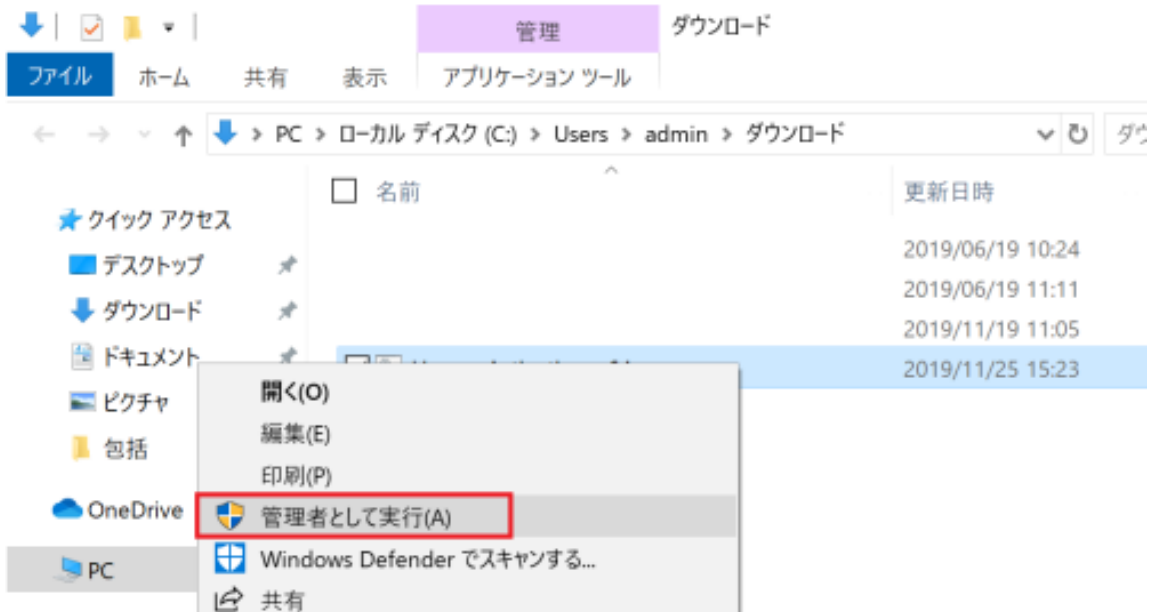 管理 ダウンロード
ファイル ホーム 共有 表示 アプリケーション ツール
PC > ローカル ディスク (C:) > Users > admin > ダウンロード
名前 更新日時
クイック アクセス
2019/06/19 10:24
デスクトップ
2019/06/19 11:11
ダウンロード
2019/11/19 11:05
ドキュメント
2019/11/25 15:23
開く(O)
ピクチャ
編集(E)
包括
印刷(P)
OneDrive
管理者として実行(A)
PC
Windows Defender でスキャンする...
共有